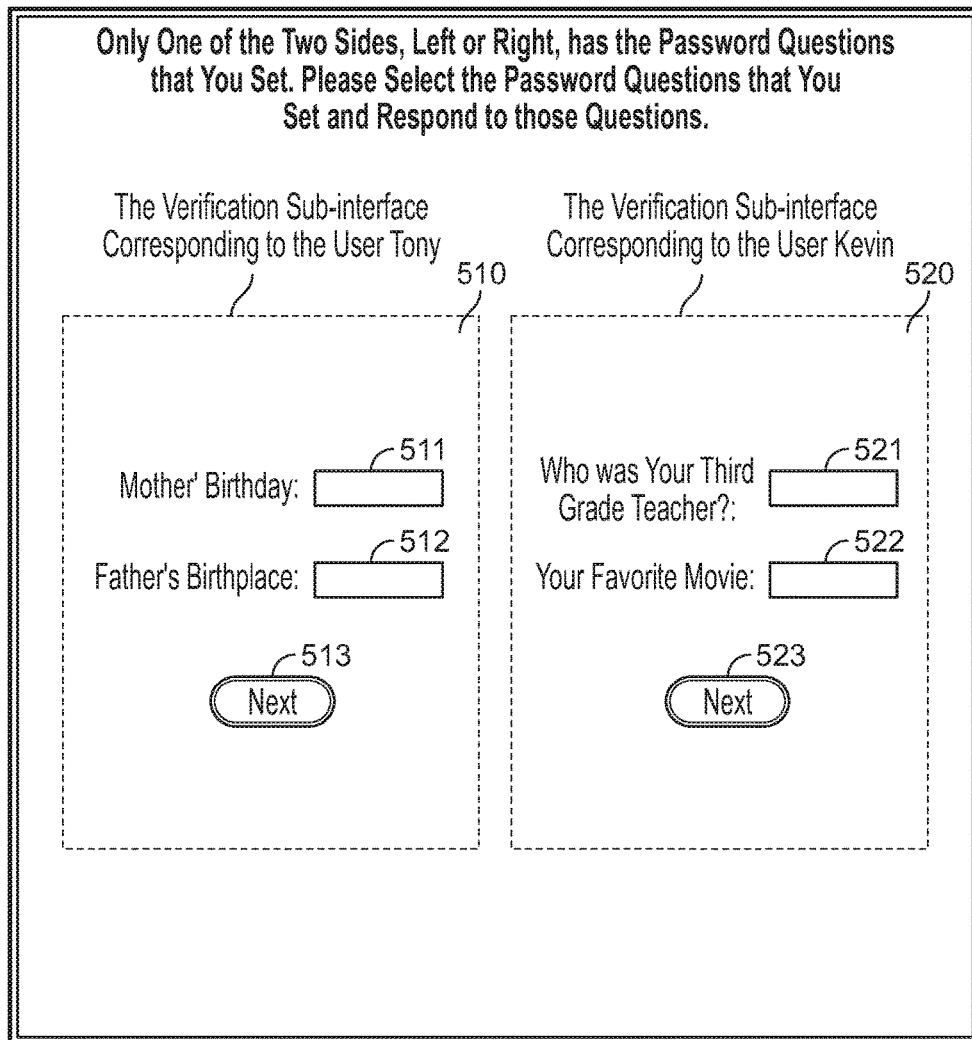 Only One of the Two Sides, Left or Right, has the Password Questions
that You Set. Please Select the Password Questions that You
Set and Respond to those Questions.
The Verification Sub-interface
Corresponding to the User Tony
510
Mother' Birthday:
511
Father's Birthplace:
512
513
Next
The Verification Sub-interface
Corresponding to the User Kevin
520
521
Who was Your Third
Grade Teacher?:
522
Your Favorite Movie:
523
Next